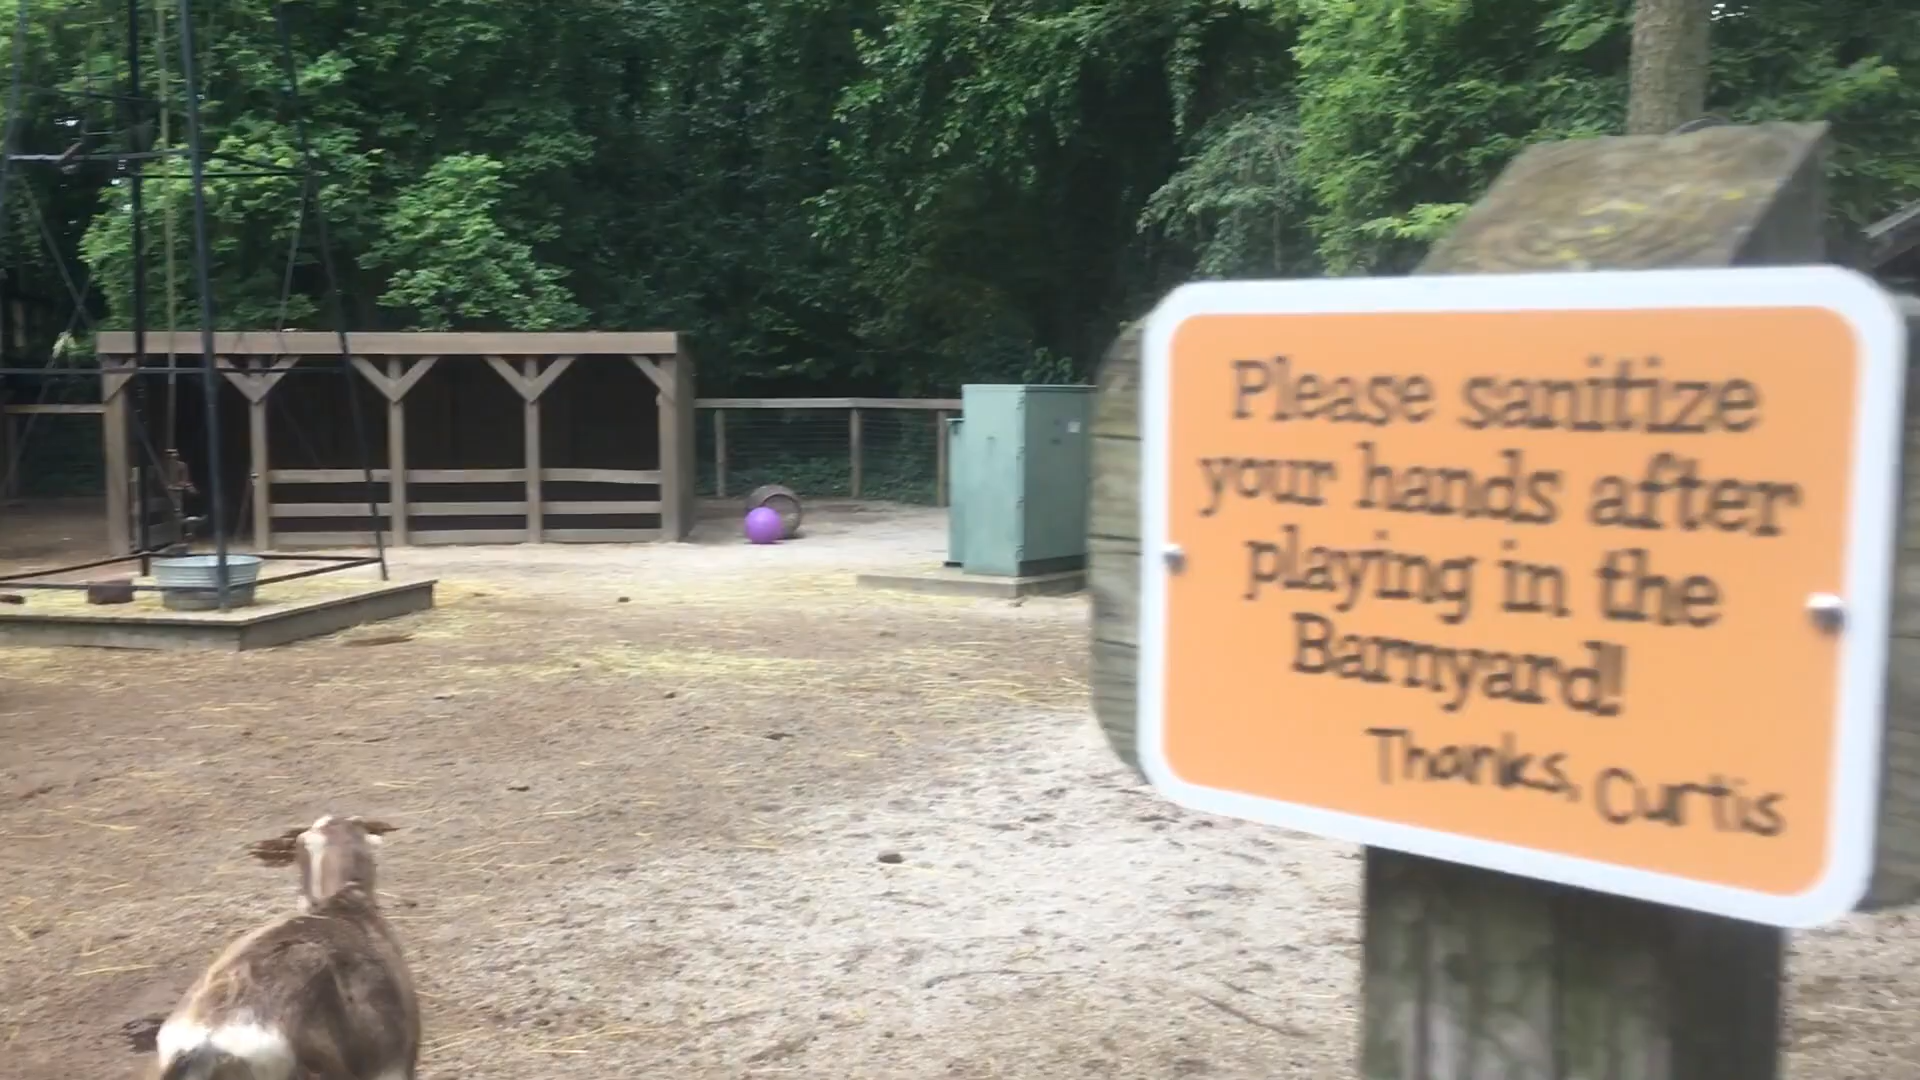 Please sanitize
your hands after
playing in the
Barnyard!
Thanks, Curtis